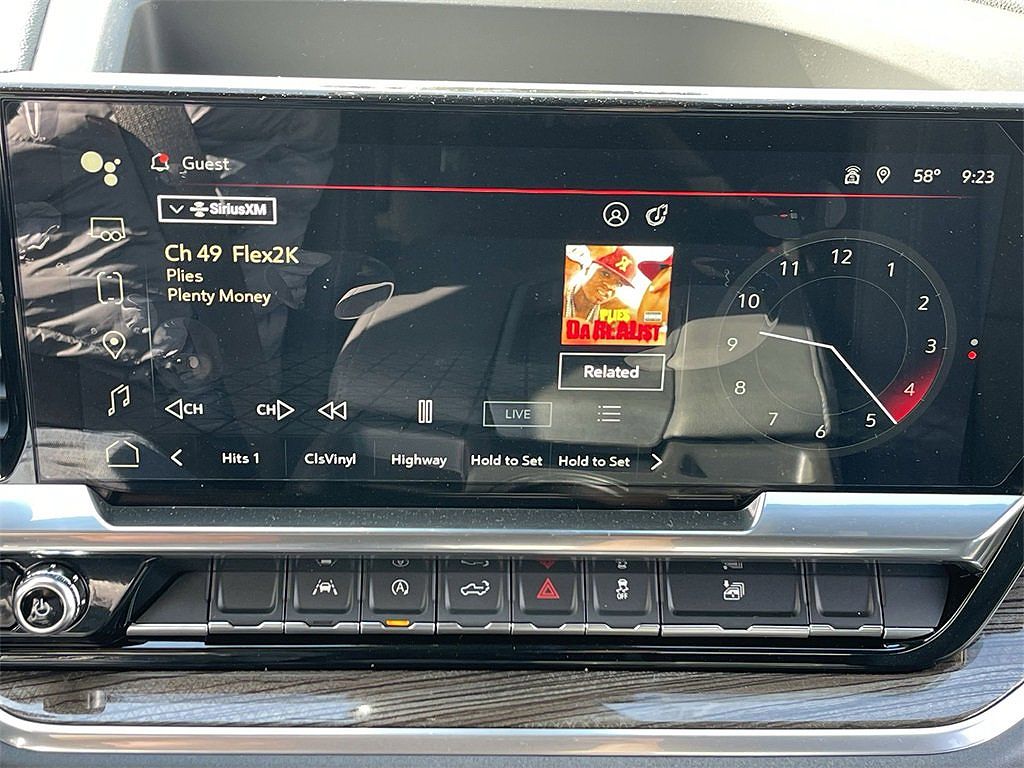 Guest
58° 9:23
SiriusXM
Ch 49 Flex2K
Plies
Plenty Money
PLIES
DA REALIST
Related
CH CH LIVE
Hits 1 ClsVinyl Highway Hold to Set Hold to Set
12
11 1
10 2
9 3
8 4
7 5
6
A OFF